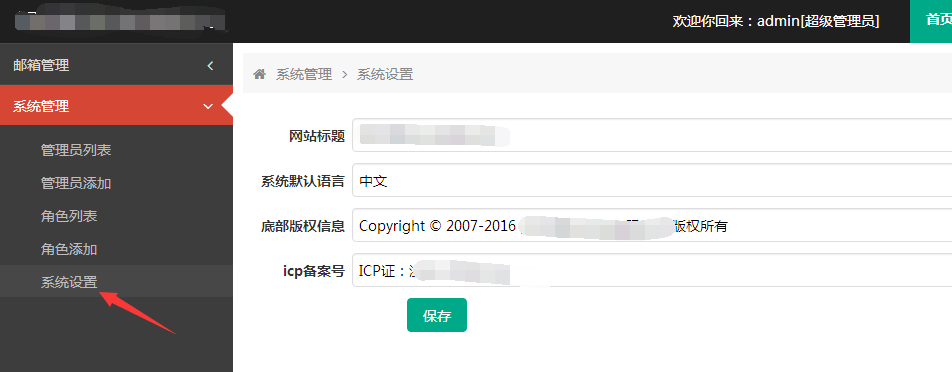 欢迎你回来：admin[超级管理员]
首页
邮箱管理
系统管理
管理员列表
管理员添加
角色列表
角色添加
系统设置
系统管理 > 系统设置
网站标题
系统默认语言 中文
底部版权信息 Copyright © 2007-2016 版权所有
icp备案号 ICP证：
保存